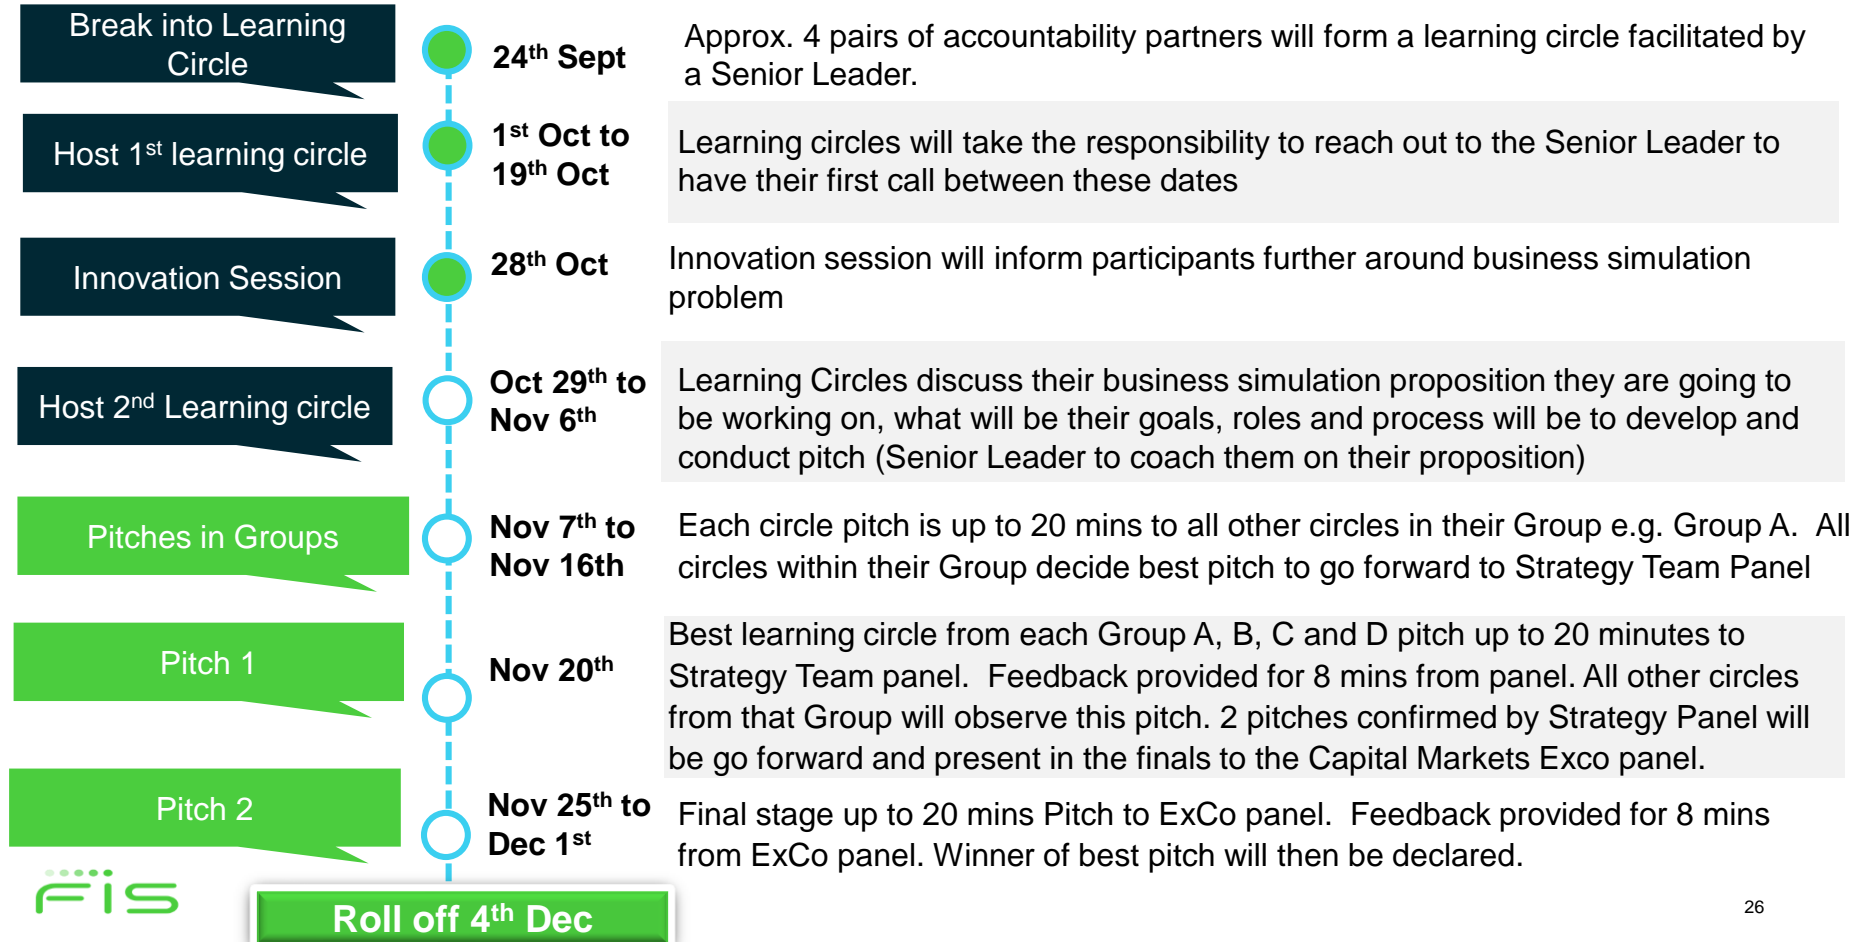 Break into Learning
Circle
24th Sept
Approx. 4 pairs of accountability partners will form a learning circle facilitated by
a Senior Leader.
Host 1st learning circle
1st Oct to
19th Oct
Learning circles will take the responsibility to reach out to the Senior Leader to
have their first call between these dates
Innovation Session
28th Oct
Innovation session will inform participants further around business simulation
problem
Host 2nd Learning circle
Oct 29th to
Nov 6th
Learning Circles discuss their business simulation proposition they are going to
be working on, what will be their goals, roles and process will be to develop and
conduct pitch (Senior Leader to coach them on their proposition)
Pitches in Groups
Nov 7th to
Nov 16th
Each circle pitch is up to 20 mins to all other circles in their Group e.g. Group A.  All
circles within their Group decide best pitch to go forward to Strategy Team Panel
Pitch 1
Nov 20th
Best learning circle from each Group A, B, C and D pitch up to 20 minutes to
Strategy Team panel.  Feedback provided for 8 mins from panel. All other circles
from that Group will observe this pitch. 2 pitches confirmed by Strategy Panel will
be go forward and present in the finals to the Capital Markets Exco panel.
Pitch 2
Nov 25th to
Dec 1st
Final stage up to 20 mins Pitch to ExCo panel.  Feedback provided for 8 mins
from ExCo panel. Winner of best pitch will then be declared.
FIS
Roll off 4th Dec
26